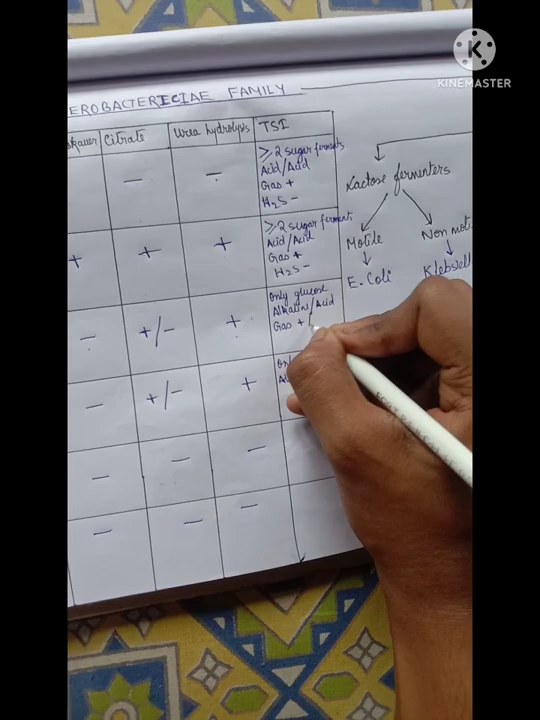 KINEMASTER
EROBACTERICIAE FAMILY
skauer Citrate Urea hydrolysis TSI
− − ≥ 2 sugar ferments
Acid/Acid
Gas +
H₂S −
+ + + ≥ 2 sugar ferments
Acid/Acid
Gas +
H₂S −
− +/− + only glucose
Alkaline/Acid
Gas +
− +/− +
− − −
− − −
Lactose fermenters
Motile Non mot
E. Coli Klebsiell